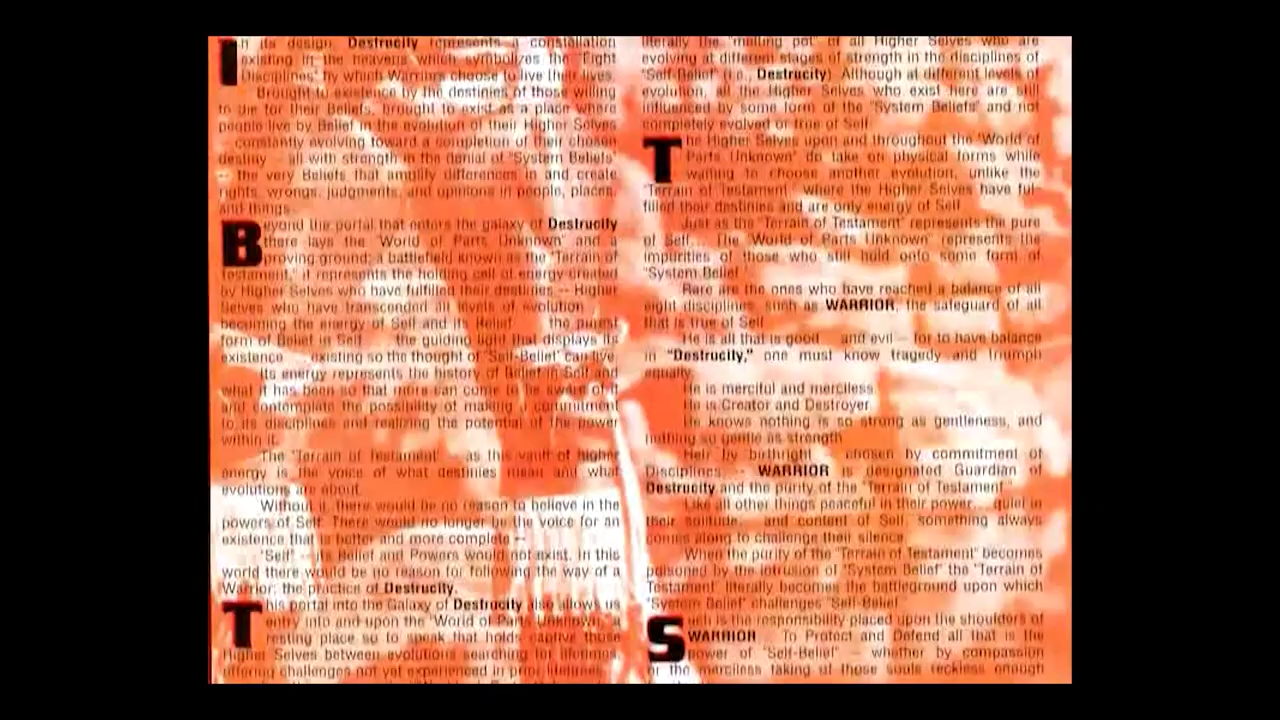 In its design, Destrucity represents a constellation
existing in the heavens which symbolizes the Eight
Disciplines, by which Warriors choose to live their lives.
Brought to existence by the destinies of those willing
to die for their Beliefs, brought to exist as a place where
people live by Belief in the evolution of their Higher Selves
constantly evolving toward a completion of their chosen
destiny all with strength in the denial of "System Beliefs"
-- the very Beliefs that amplify differences and create
rights, wrongs, judgments, and opinions in people, places,
and things.
Beyond the portal that enters the galaxy of Destrucity
there lays the "World of Parts Unknown" and a
proving ground; a battlefield known as the "Terrain of
Testament", it represents the holding cell of energy created
by Higher Selves who have fulfilled their destinies -- Higher
Selves who have transcended all points of evolution
becoming the energy of Self and its Belief the purest
form of Belief in Self the guiding light that displays its
existence existing so the thought of "Self-Belief" can live.
Its energy represents the history of Belief in Self and
what it has been so that more can come to be aware of it
and contemplate the possibility of making a commitment
to its disciplines and realizing the potential of the power
within it.
The "Terrain of Testament" as the vault of higher
energy is the voice of what destinies mean and what
evolutions are about.
Without it there would be no reason to believe in the
powers of Self. There would no longer be the voice for an
existence that is better and more complete --
"Self" its Belief and Powers would not exist. In this
world there would be no reason for following the way of a
Warrior; the practice of Destrucity.
This portal into the Galaxy of Destrucity also allows us
entry into and upon the "World of Parts Unknown" a
resting place so to speak that holds captive those
Higher Selves between evolutions searching for lifetimes
offering challenges not yet experienced in prior lifetimes.
literally the "melting pot" of all Higher Selves who are
evolving at different stages of strength in the disciplines of
"Self-Belief" (i.e., Destrucity). Although at different levels of
evolution, all the Higher Selves who exist here are still
influenced by some form of the "System Beliefs" and not
completely evolved or true of Self.
The Higher Selves upon and throughout the "World of
Parts Unknown" do take on physical forms while
waiting to choose another evolution, unlike the
"Terrain of Testament" where the Higher Selves have ful-
filled their destinies and are only energy of Self.
Just as the "Terrain of Testament" represents the pure
of Self... The "World of Parts Unknown" represents the
impurities of those who still hold onto some form of
"System Belief".
Rare are the ones who have reached a balance of all
eight disciplines, such as WARRIOR, the safeguard of all
that is true of Self.
He is all that is good and evil -- for to have balance
in "Destrucity," one must know tragedy and triumph
equally.
He is merciful and merciless.
He is Creator and Destroyer.
He knows nothing is so strong as gentleness, and
nothing so gentle as strength.
Heir by birthright chosen by commitment of
Disciplines -- WARRIOR is designated Guardian of
Destrucity and the purity of the "Terrain of Testament".
Like all other things peaceful in their power... quiet in
their solitude... and content of Self something always
comes along to challenge their silence.
When the purity of the "Terrain of Testament" becomes
poisoned by the intrusion of "System Belief" the "Terrain of
Testament" literally becomes the battleground upon which
"System Belief" challenges "Self-Belief".
Such is the responsibility placed upon the shoulders of
WARRIOR To Protect and Defend all that is the
power of "Self-Belief" -- whether by compassion
or the merciless taking of those souls reckless enough